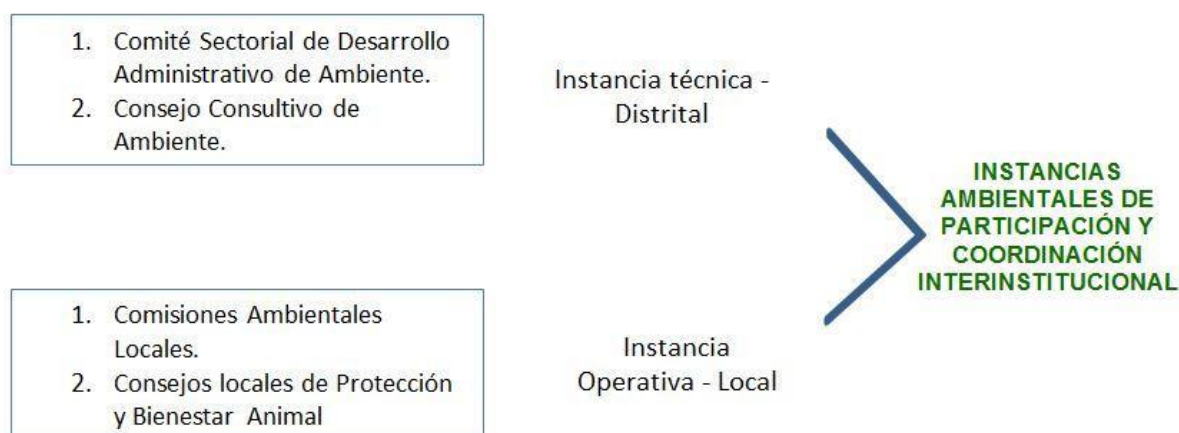 1. Comité Sectorial de Desarrollo
Administrativo de Ambiente.
2. Consejo Consultivo de
Ambiente.
Instancia técnica -
Distrital
INSTANCIAS
AMBIENTALES DE
PARTICIPACIÓN Y
COORDINACIÓN
INTERINSTITUCIONAL
1. Comisiones Ambientales
Locales.
2. Consejos locales de Protección
y Bienestar Animal
Instancia
Operativa - Local